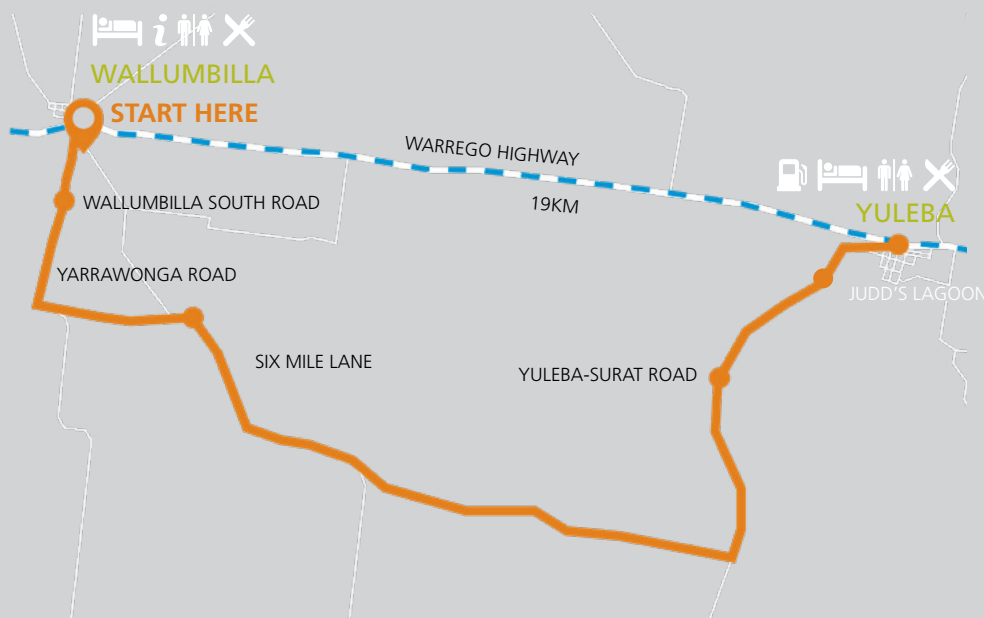 WALLUMBILLA
START HERE
WARREGO HIGHWAY
19KM
WALLUMBILLA SOUTH ROAD
YULEBA
YARRAWONGA ROAD
JUDD'S LAGOON
SIX MILE LANE
YULEBA-SURAT ROAD